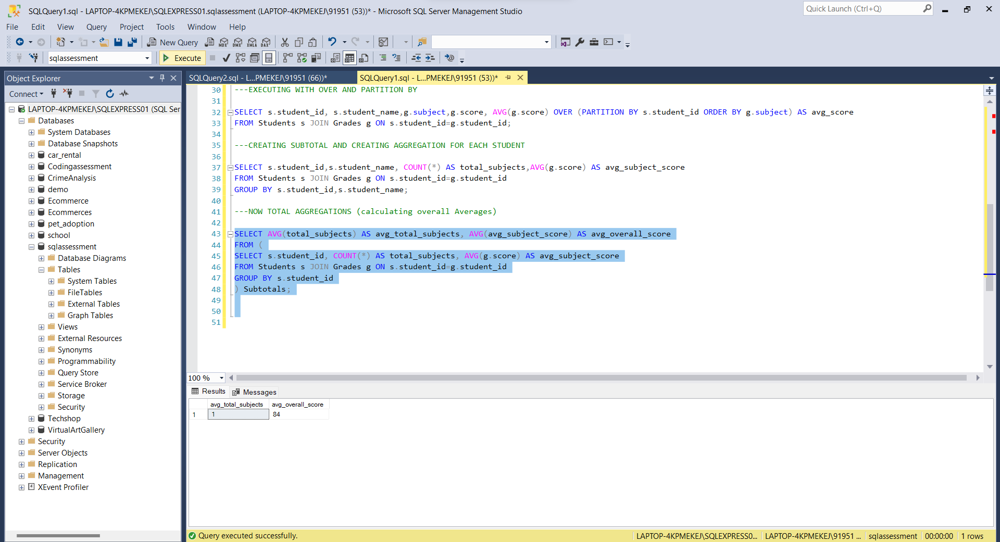 SQLQuery1.sql - LAPTOP-4KPMEKEJ\SQLEXPRESS01.sqlassessment (LAPTOP-4KPMEKEJ\91951 (53))* - Microsoft SQL Server Management Studio
Quick Launch (Ctrl+Q)
File Edit View Query Project Tools Window Help
New Query MDX DMX XMLA DAX
sqlassessment Execute
Object Explorer
Connect
LAPTOP-4KPMEKEJ\SQLEXPRESS01 (SQL Ser
Databases
System Databases
Database Snapshots
car_rental
Codingassessment
CrimeAnalysis
demo
Ecommerce
Ecommerces
pet_adoption
school
sqlassessment
Database Diagrams
Tables
System Tables
FileTables
External Tables
Graph Tables
Views
External Resources
Synonyms
Programmability
Query Store
Service Broker
Storage
Security
Techshop
VirtualArtGallery
Security
Server Objects
Replication
Management
XEvent Profiler
SQLQuery2.sql - L...PMEKEJ\91951 (66))* SQLQuery1.sql - L...PMEKEJ\91951 (53))*
30 ---EXECUTING WITH OVER AND PARTITION BY
31
32 SELECT s.student_id, s.student_name,g.subject,g.score, AVG(g.score) OVER (PARTITION BY s.student_id ORDER BY g.subject) AS avg_score
33 FROM Students s JOIN Grades g ON s.student_id=g.student_id;
34
35 ---CREATING SUBTOTAL AND CREATING AGGREGATION FOR EACH STUDENT
36
37 SELECT s.student_id,s.student_name, COUNT(*) AS total_subjects,AVG(g.score) AS avg_subject_score
38 FROM Students s JOIN Grades g ON s.student_id=g.student_id
39 GROUP BY s.student_id,s.student_name;
40
41 ---NOW TOTAL AGGREGATIONS (calculating overall Averages)
42
43 SELECT AVG(total_subjects) AS avg_total_subjects, AVG(avg_subject_score) AS avg_overall_score
44 FROM (
45 SELECT s.student_id, COUNT(*) AS total_subjects, AVG(g.score) AS avg_subject_score
46 FROM Students s JOIN Grades g ON s.student_id=g.student_id
47 GROUP BY s.student_id
48 ) Subtotals;
49
50
51
100 %
Results Messages
avg_total_subjects avg_overall_score
1 1 84
Query executed successfully.
LAPTOP-4KPMEKEJ\SQLEXPRESS0... LAPTOP-4KPMEKEJ\91951 ... sqlassessment 00:00:00 1 rows